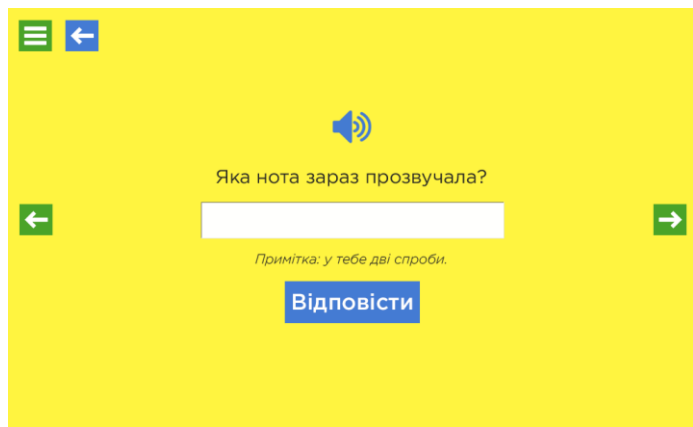 Яка нота зараз прозвучала?
Примітка: у тебе дві спроби.
Відповісти